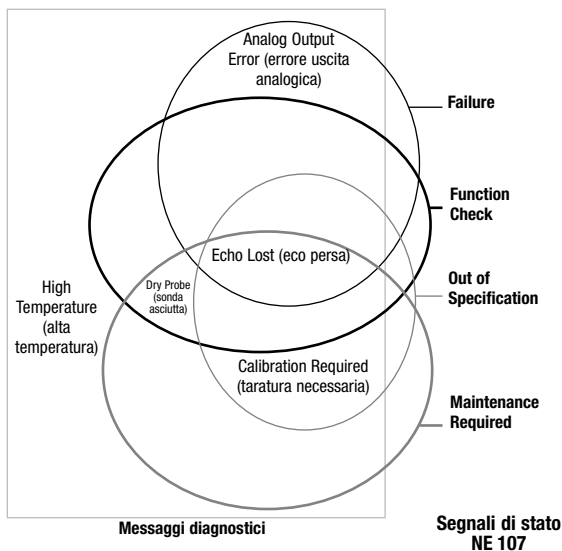 Analog Output
Error (errore uscita
analogica)
Failure
Function
Check
Echo Lost (eco persa)
Out of
Specification
High
Temperature
(alta
temperatura)
Dry Probe
(sonda
asciutta)
Calibration Required
(taratura necessaria)
Maintenance
Required
Messaggi diagnostici
Segnali di stato
NE 107